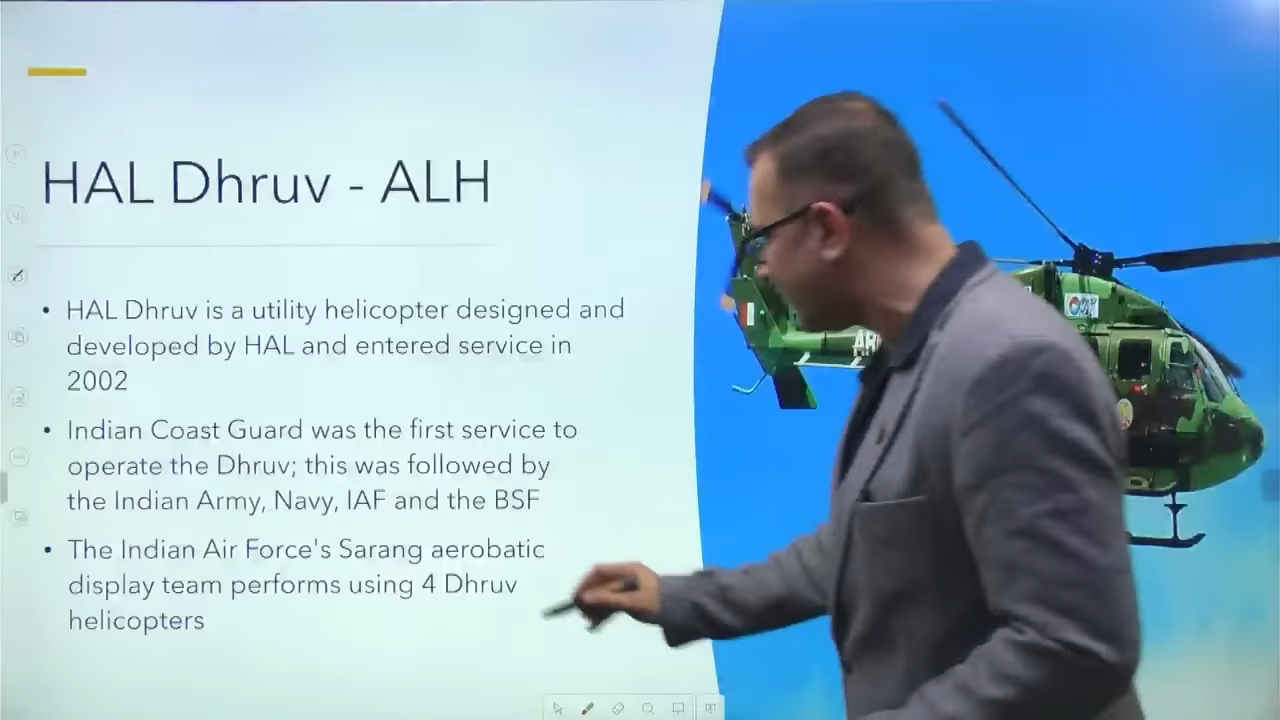 HAL Dhruv - ALH
• HAL Dhruv is a utility helicopter designed and
developed by HAL and entered service in
2002
• Indian Coast Guard was the first service to
operate the Dhruv; this was followed by
the Indian Army, Navy, IAF and the BSF
• The Indian Air Force's Sarang aerobatic
display team performs using 4 Dhruv
helicopters